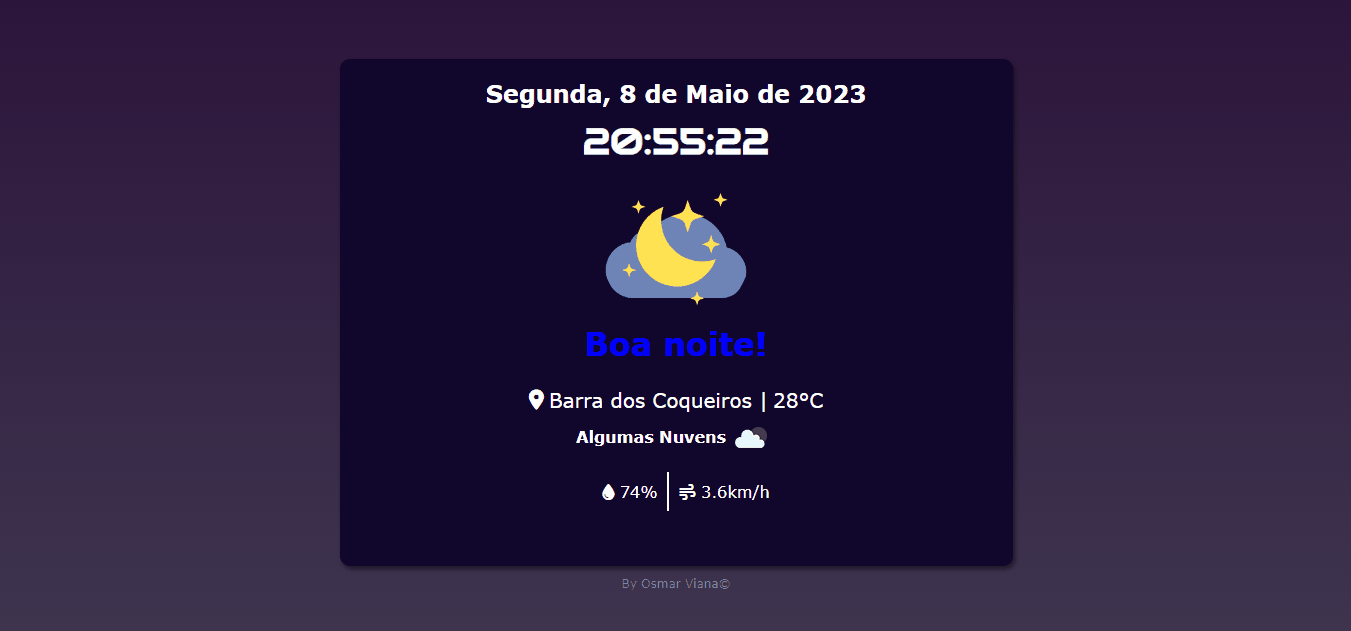 Segunda, 8 de Maio de 2023
20:55:22
Boa noite!
Barra dos Coqueiros | 28°C
Algumas Nuvens
74% 3.6km/h
By Osmar Viana©